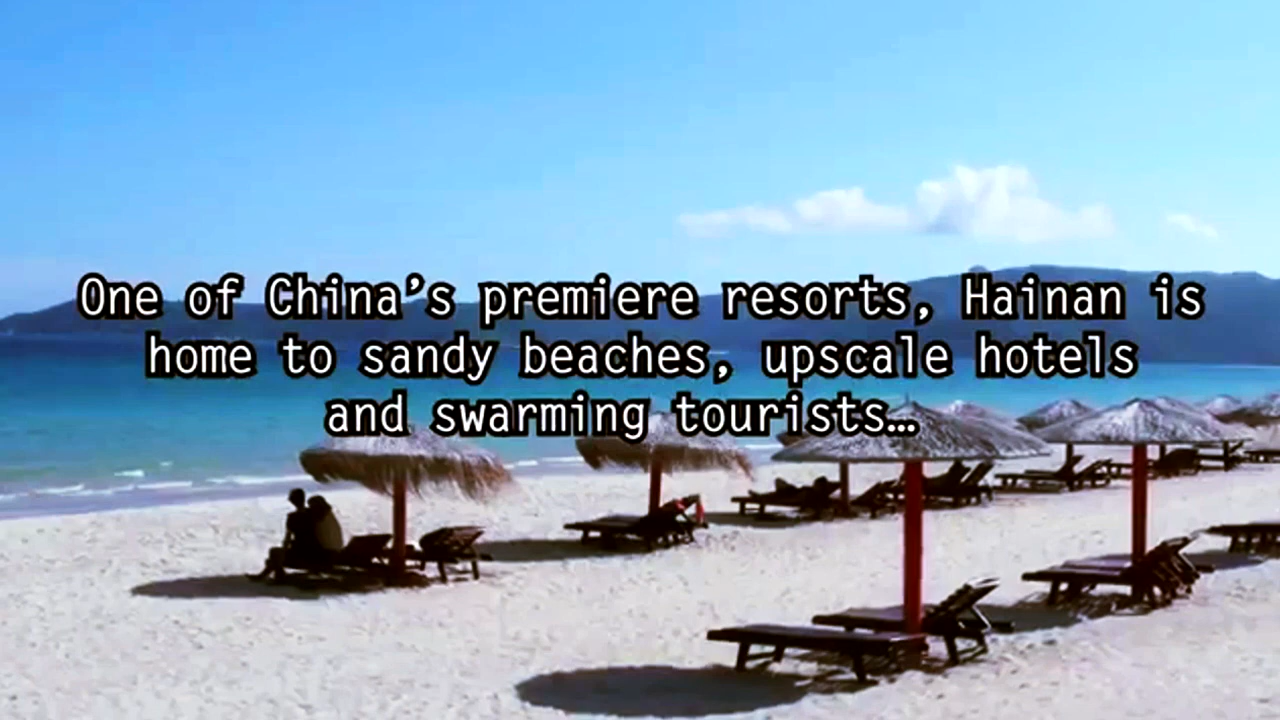 One of China’s premiere resorts, Hainan is
home to sandy beaches, upscale hotels
and swarming tourists…